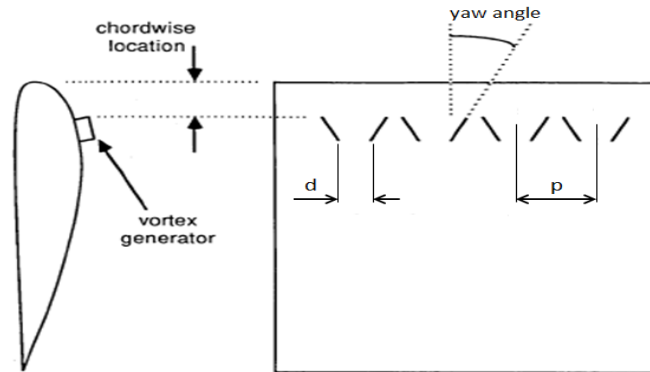 yaw angle
chordwise
location
d
p
vortex
generator